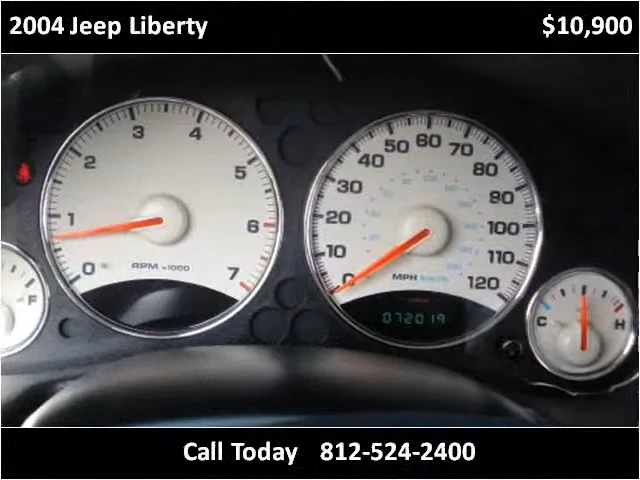 2004 Jeep Liberty $10,900
0 1 2 3 4 5 6 7
RPM x1000
0 10 20 30 40 50 60 70 80 90 100 110 120
MPH km/h
072019
F
C H
Call Today 812-524-2400